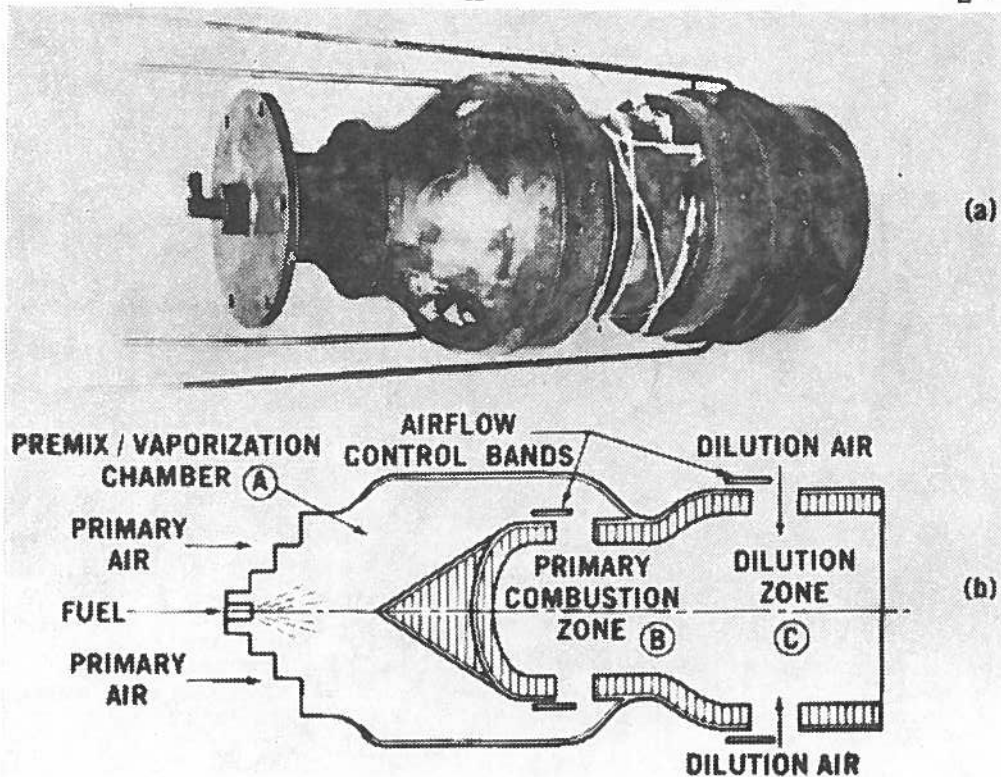 (a)
AIRFLOW
CONTROL BANDS
DILUTION AIR
PREMIX / VAPORIZATION
CHAMBER A
PRIMARY
AIR
FUEL
PRIMARY
AIR
PRIMARY
COMBUSTION
ZONE B
DILUTION
ZONE
C
(b)
DILUTION AIR